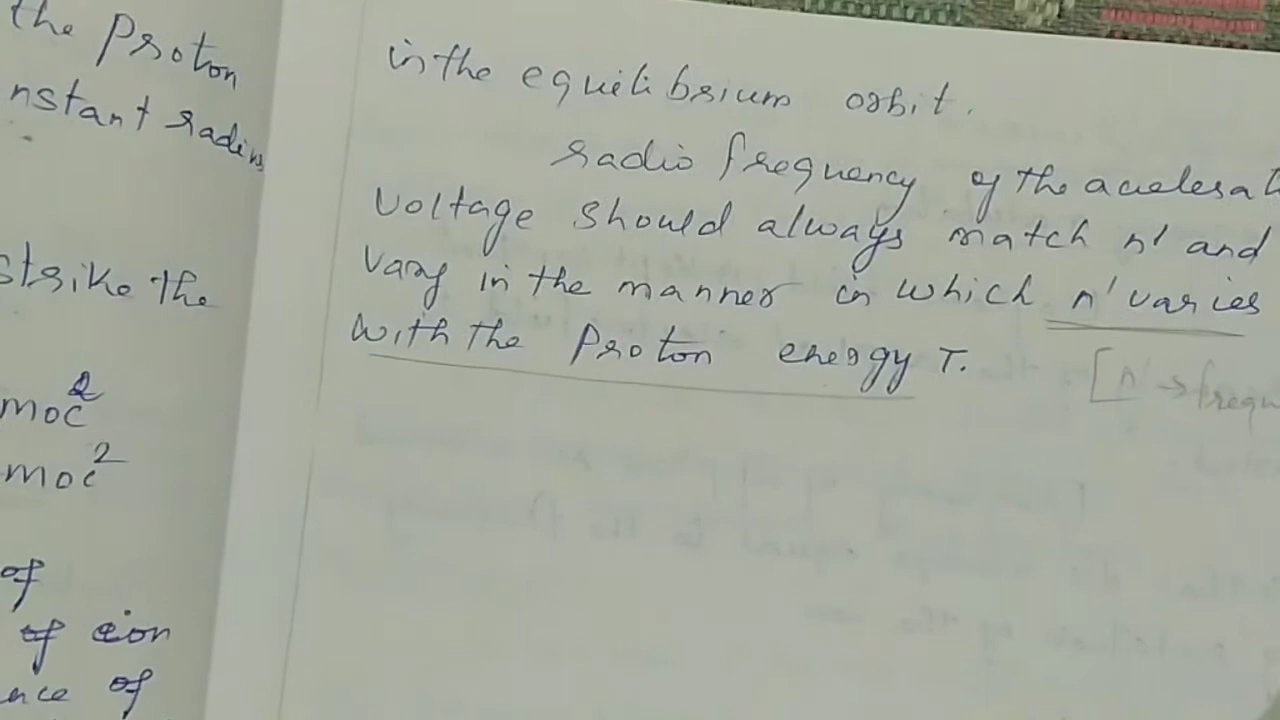 the Proton
nstant radius
strike the
moc2
moc2
of
of ion
nce of
in the equilibrium orbit.
radio frequency of the accelerat
voltage should always match n' and
vary in the manner in which n' varies
with the Proton energy T.
[n' → frequ